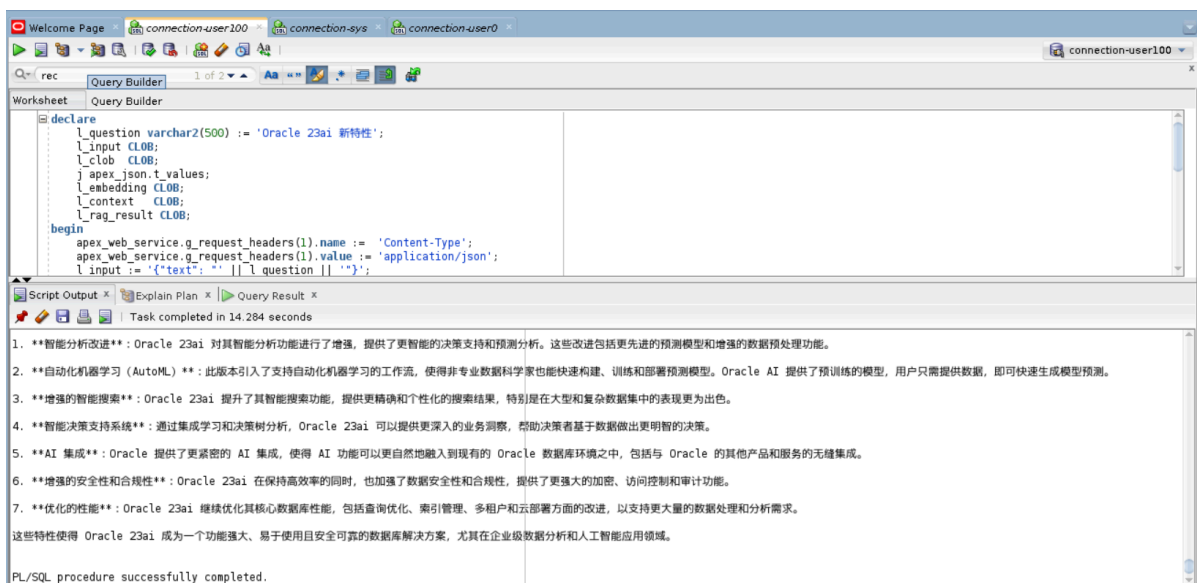 Welcome Page × connection-user100 × connection-sys × connection-user0 ×
connection-user100
rec 1 of 2 Aa “”
Query Builder
Worksheet Query Builder
declare
l_question varchar2(500) := 'Oracle 23ai 新特性';
l_input CLOB;
l_clob CLOB;
j apex_json.t_values;
l_embedding CLOB;
l_context CLOB;
l_rag_result CLOB;
begin
apex_web_service.g_request_headers(1).name := 'Content-Type';
apex_web_service.g_request_headers(1).value := 'application/json';
l_input := '{"text": "' || l_question || '"}';
Script Output × Explain Plan × Query Result ×
Task completed in 14.284 seconds
1. **智能分析改进**：Oracle 23ai 对其智能分析功能进行了增强，提供了更智能的决策支持和预测分析。这些改进包括更先进的预测模型和增强的数据预处理功能。
2. **自动化机器学习 (AutoML) **：此版本引入了支持自动化机器学习的工作流，使得非专业数据科学家也能快速构建、训练和部署预测模型。Oracle AI 提供了预训练的模型，用户只需提供数据，即可快速生成模型预测。
3. **增强的智能搜索**：Oracle 23ai 提升了其智能搜索功能，提供更精确和个性化的搜索结果，特别是在大型和复杂数据集中的表现更为出色。
4. **智能决策支持系统**：通过集成学习和决策树分析，Oracle 23ai 可以提供更深入的业务洞察，帮助决策者基于数据做出更明智的决策。
5. **AI 集成**：Oracle 提供了更紧密的 AI 集成，使得 AI 功能可以更自然地融入到现有的 Oracle 数据库环境之中，包括与 Oracle 的其他产品和服务的无缝集成。
6. **增强的安全性和合规性**：Oracle 23ai 在保持高效率的同时，也加强了数据安全性和合规性，提供了更强大的加密、访问控制和审计功能。
7. **优化的性能**：Oracle 23ai 继续优化其核心数据库性能，包括查询优化、索引管理、多租户和云部署方面的改进，以支持更大量的数据处理和分析需求。
这些特性使得 Oracle 23ai 成为一个功能强大、易于使用且安全可靠的数据库解决方案，尤其在企业级数据分析和人工智能应用领域。
PL/SQL procedure successfully completed.